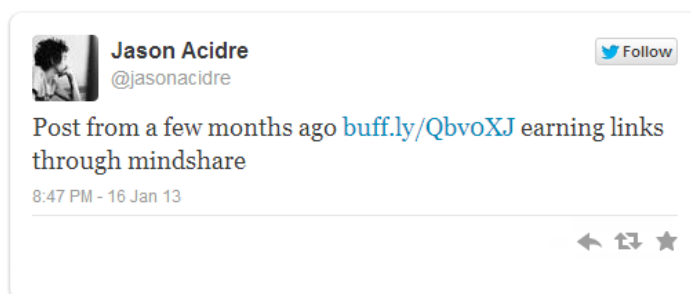 Jason Acidre
Follow
@jasonacidre
Post from a few months ago buff.ly/QbvoXJ earning links
through mindshare
8:47 PM - 16 Jan 13